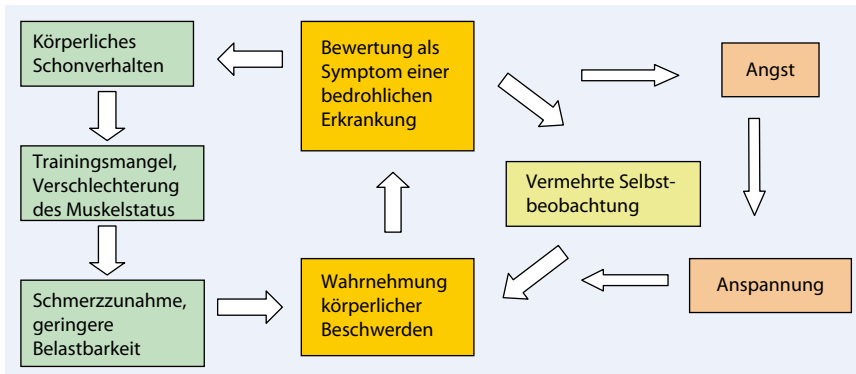 Körperliches
Schonverhalten
Bewertung als
Symptom einer
bedrohlichen
Erkrankung
Angst
Trainingsmangel,
Verschlechterung
des Muskelstatus
Vermehrte Selbst-
beobachtung
Schmerzzunahme,
geringere
Belastbarkeit
Wahrnehmung
körperlicher
Beschwerden
Anspannung